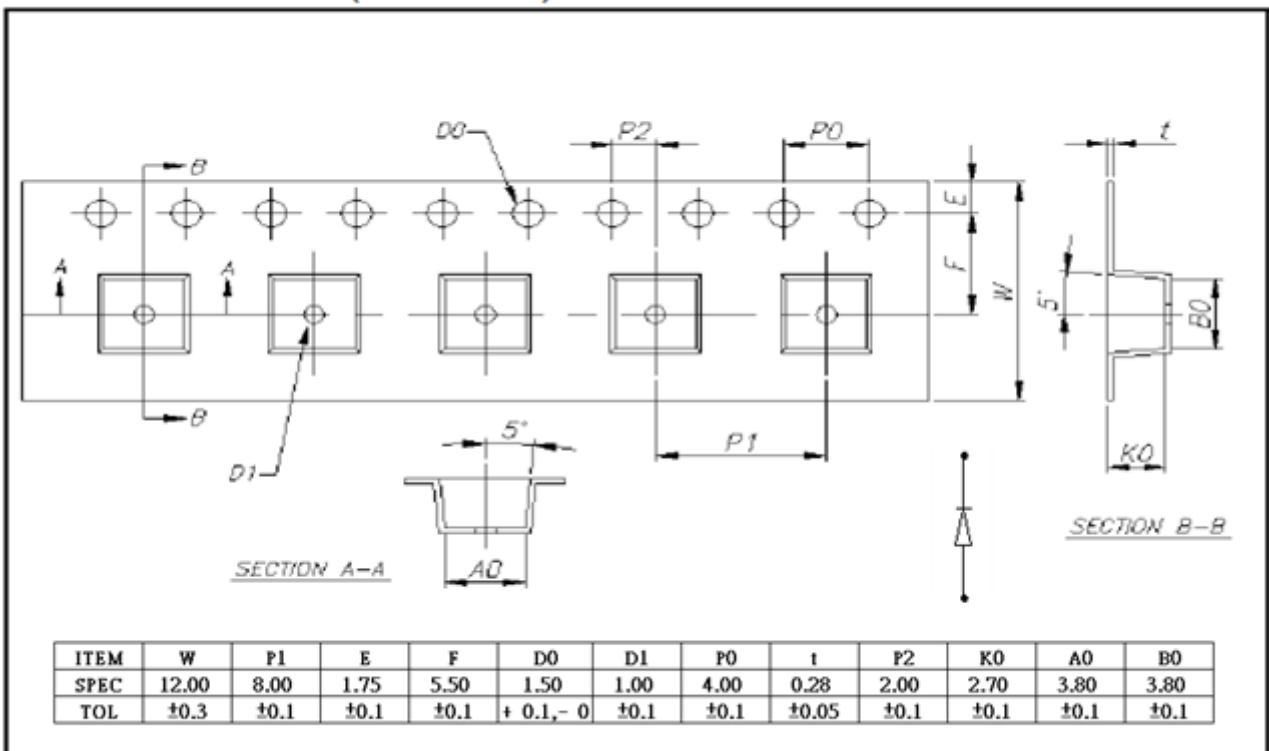 D0
P2
P0
t
B
E
A
A
F
W
5°
B0
B
D1
5°
P1
K0
SECTION A-A
A0
SECTION B-B
ITEM W P1 E F D0 D1 P0 t P2 K0 A0 B0
SPEC 12.00 8.00 1.75 5.50 1.50 1.00 4.00 0.28 2.00 2.70 3.80 3.80
TOL ±0.3 ±0.1 ±0.1 ±0.1 + 0.1,- 0 ±0.1 ±0.1 ±0.05 ±0.1 ±0.1 ±0.1 ±0.1